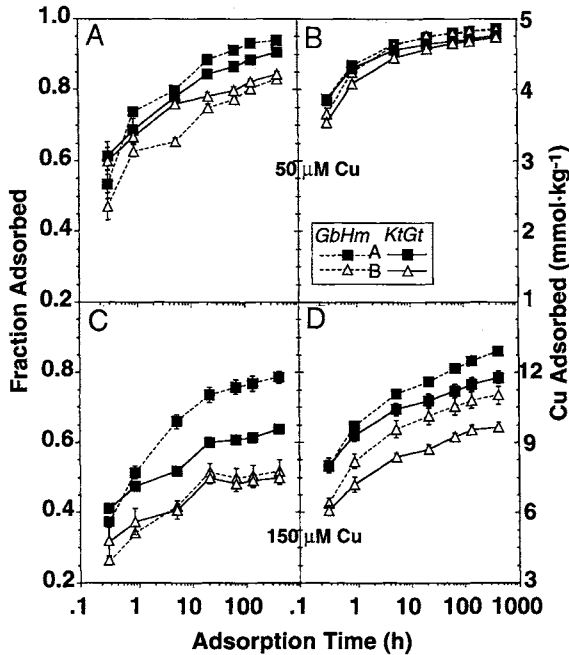 1.0
0.8
0.6
0.4
0.2
0.8
0.6
0.4
0.2
Fraction Adsorbed
A
B
C
D
50 μM Cu
150 μM Cu
GbHm KtGt
A
B
5
4
3
2
1
12
9
6
3
Cu Adsorbed (mmol·kg⁻¹)
.1 1 10 100 .1 1 10 100 1000
Adsorption Time (h)